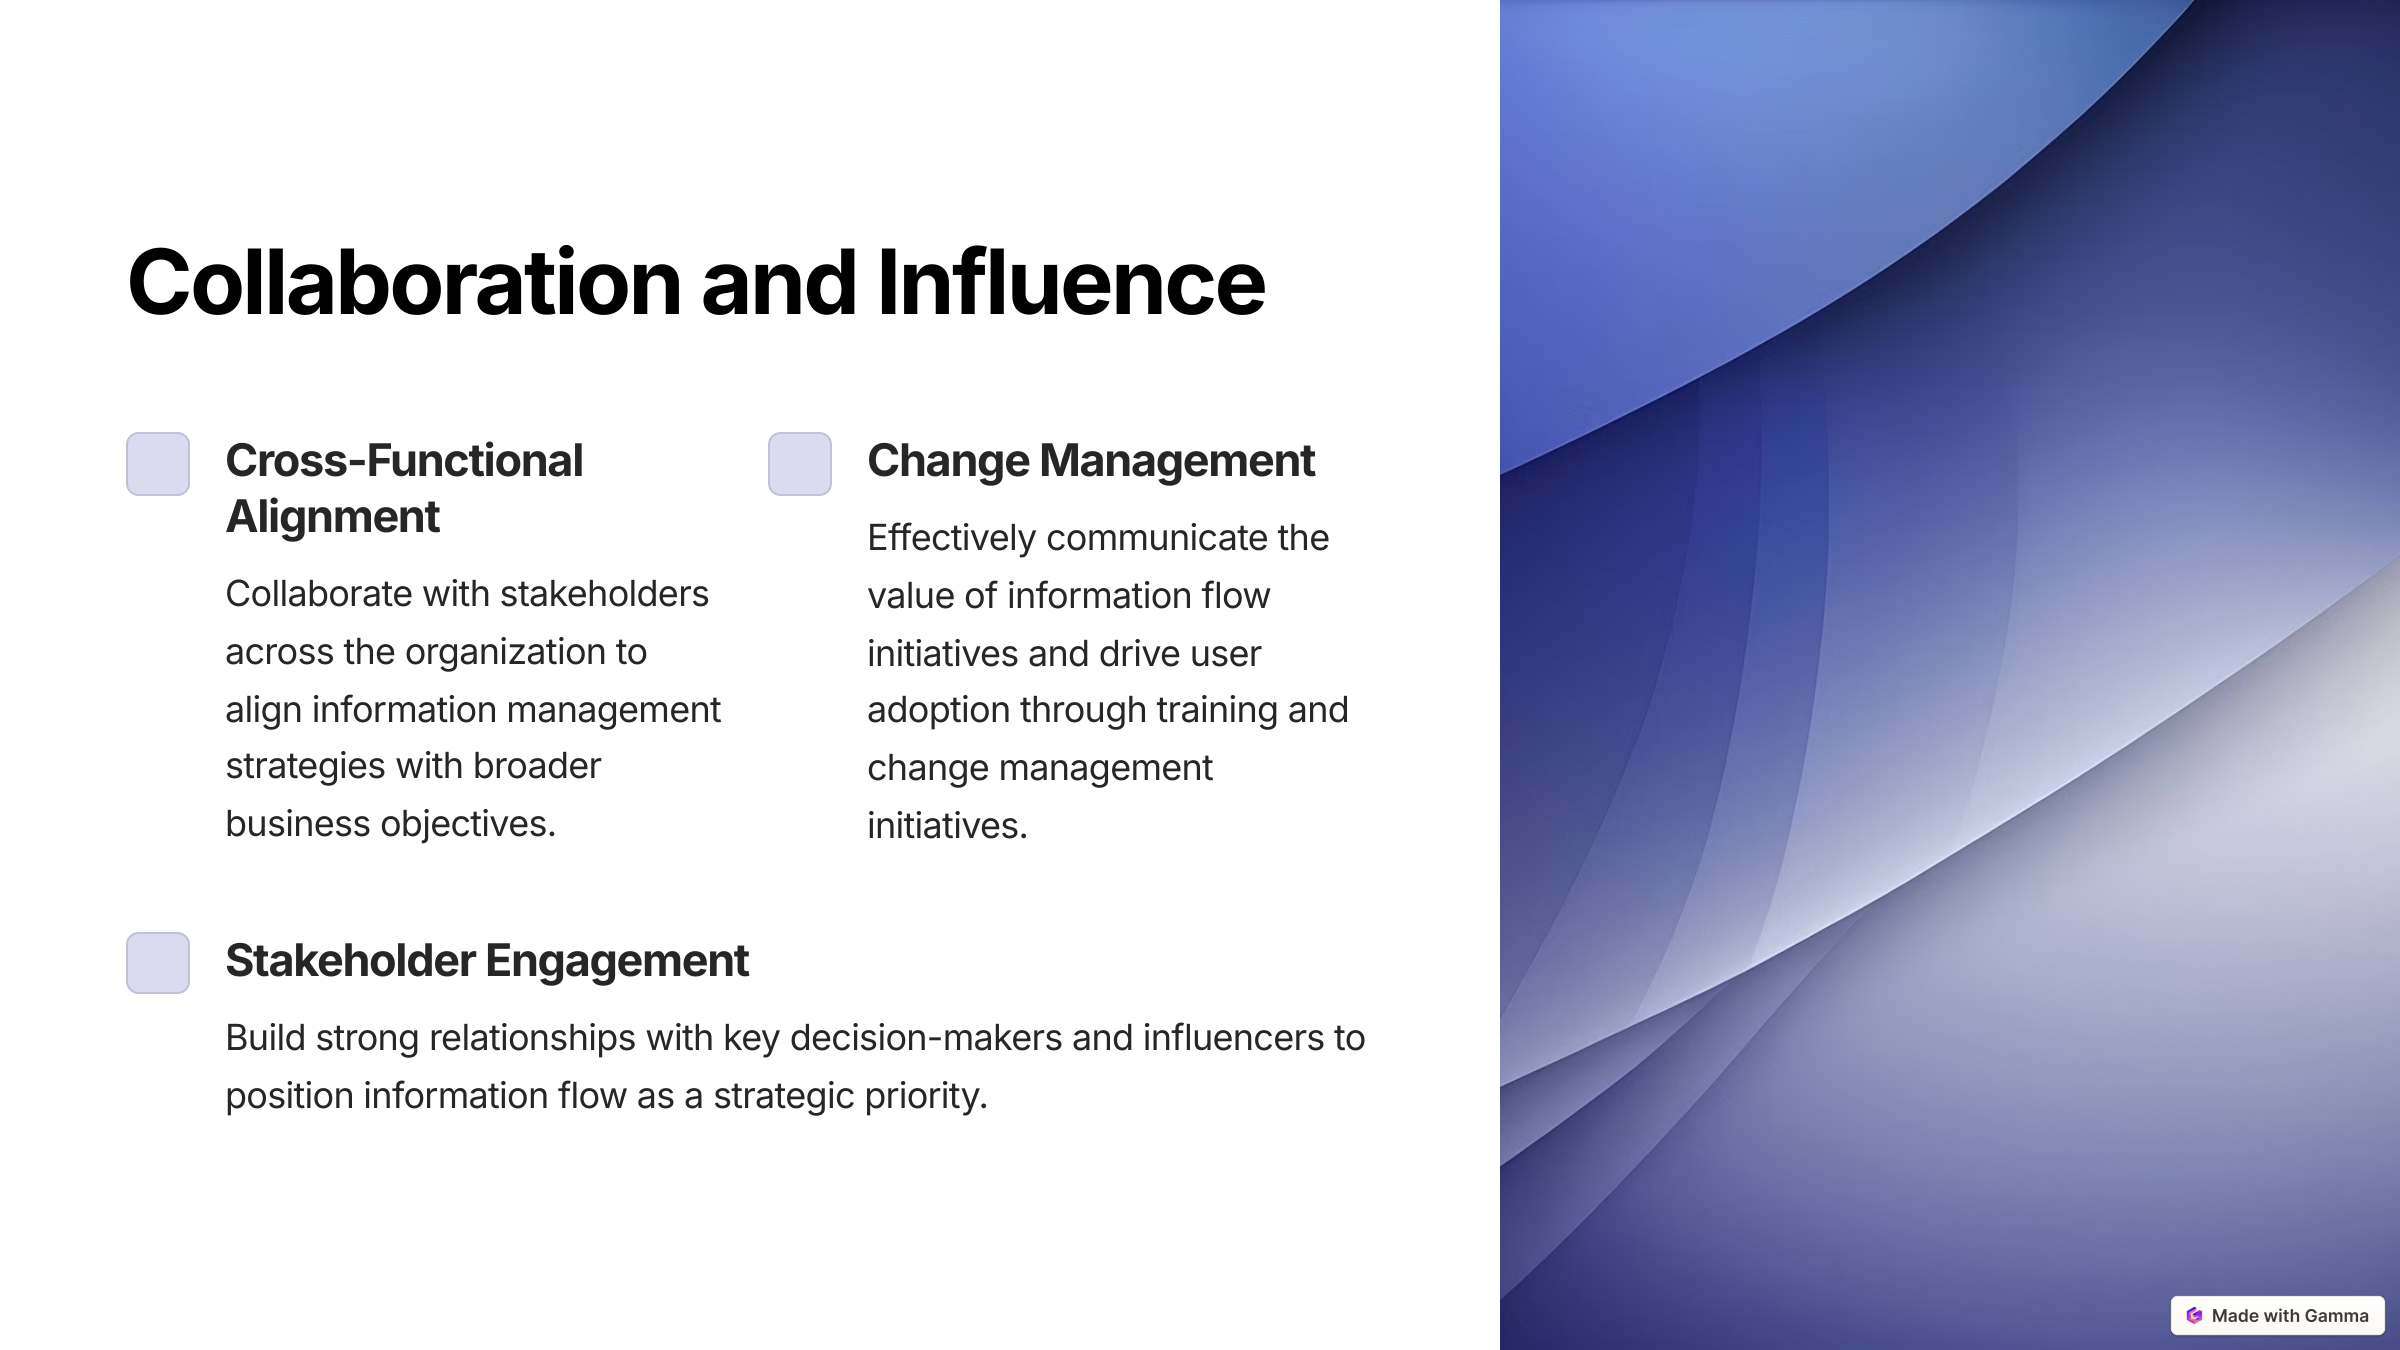 Collaboration and Influence
Cross-Functional
Alignment
Collaborate with stakeholders
across the organization to
align information management
strategies with broader
business objectives.
Change Management
Effectively communicate the
value of information flow
initiatives and drive user
adoption through training and
change management
initiatives.
Stakeholder Engagement
Build strong relationships with key decision-makers and influencers to
position information flow as a strategic priority.
Made with Gamma